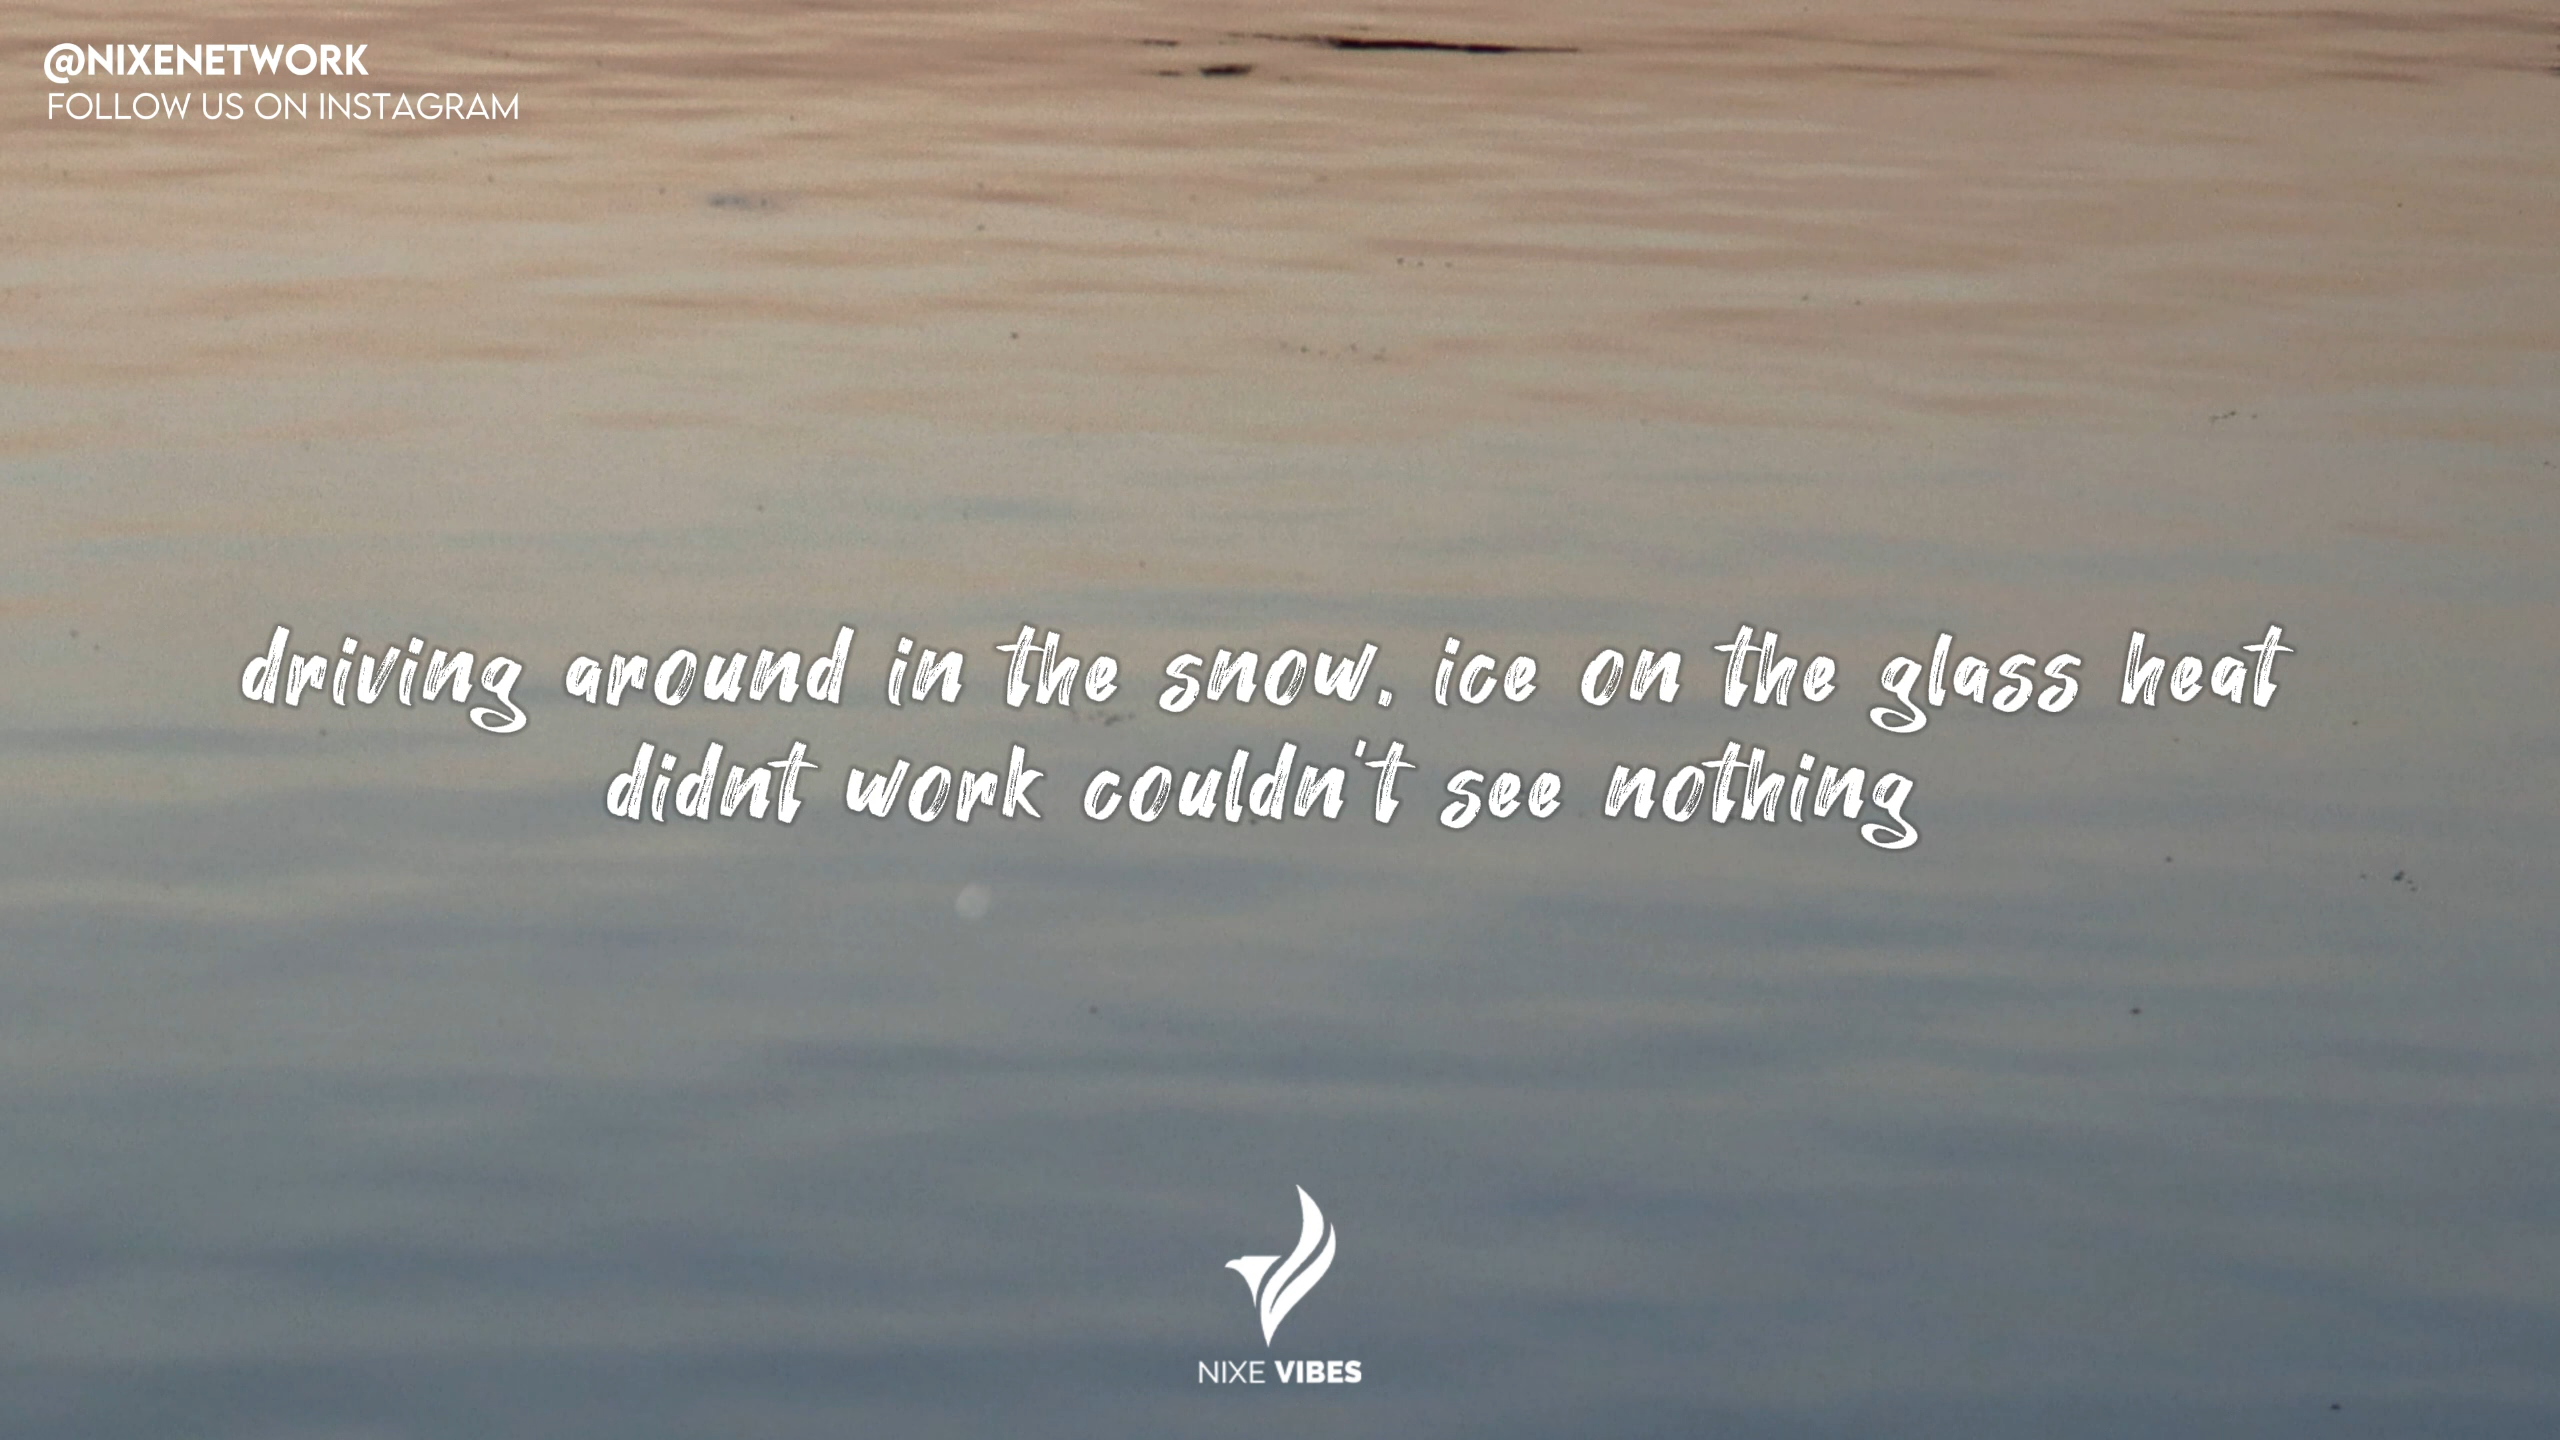 @NIXENETWORK
FOLLOW US ON INSTAGRAM
driving around in the snow, ice on the glass heat
didnt work couldn't see nothing
NIXE VIBES